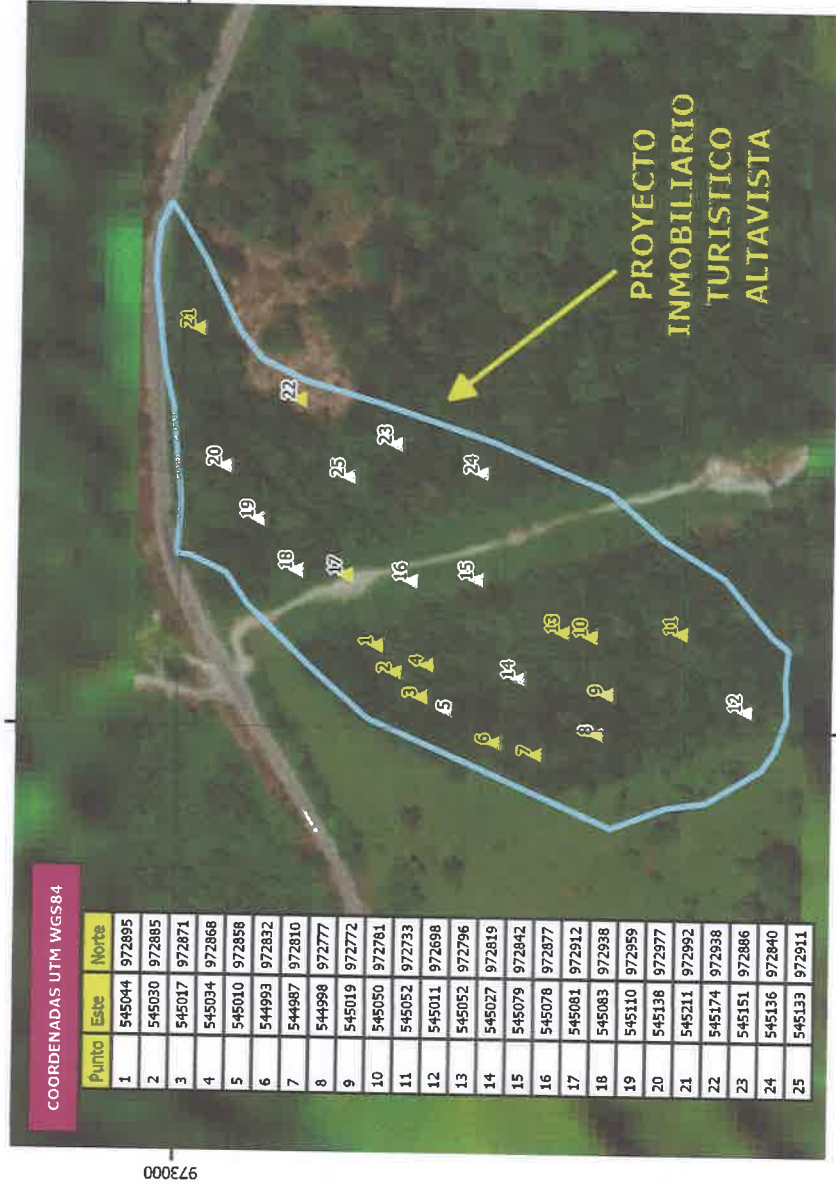 COORDENADAS UTM WGS84
Punto Este Norte
1 545044 972895
2 545030 972885
3 545017 972871
4 545034 972868
5 545010 972858
6 544993 972832
7 544987 972810
8 544998 972777
9 545019 972772
10 545050 972781
11 545052 972733
12 545011 972698
13 545052 972796
14 545027 972819
15 545079 972842
16 545078 972877
17 545081 972912
18 545083 972938
19 545110 972959
20 545138 972977
21 545211 972992
22 545174 972938
23 545151 972886
24 545136 972840
25 545133 972911
973000
21
22
20
23
25
24
19
18
17
16
15
1
2
4
3
5
13
10
11
14
9
6
7
8
12
PROYECTO
INMOBILIARIO
TURISTICO
ALTAVISTA